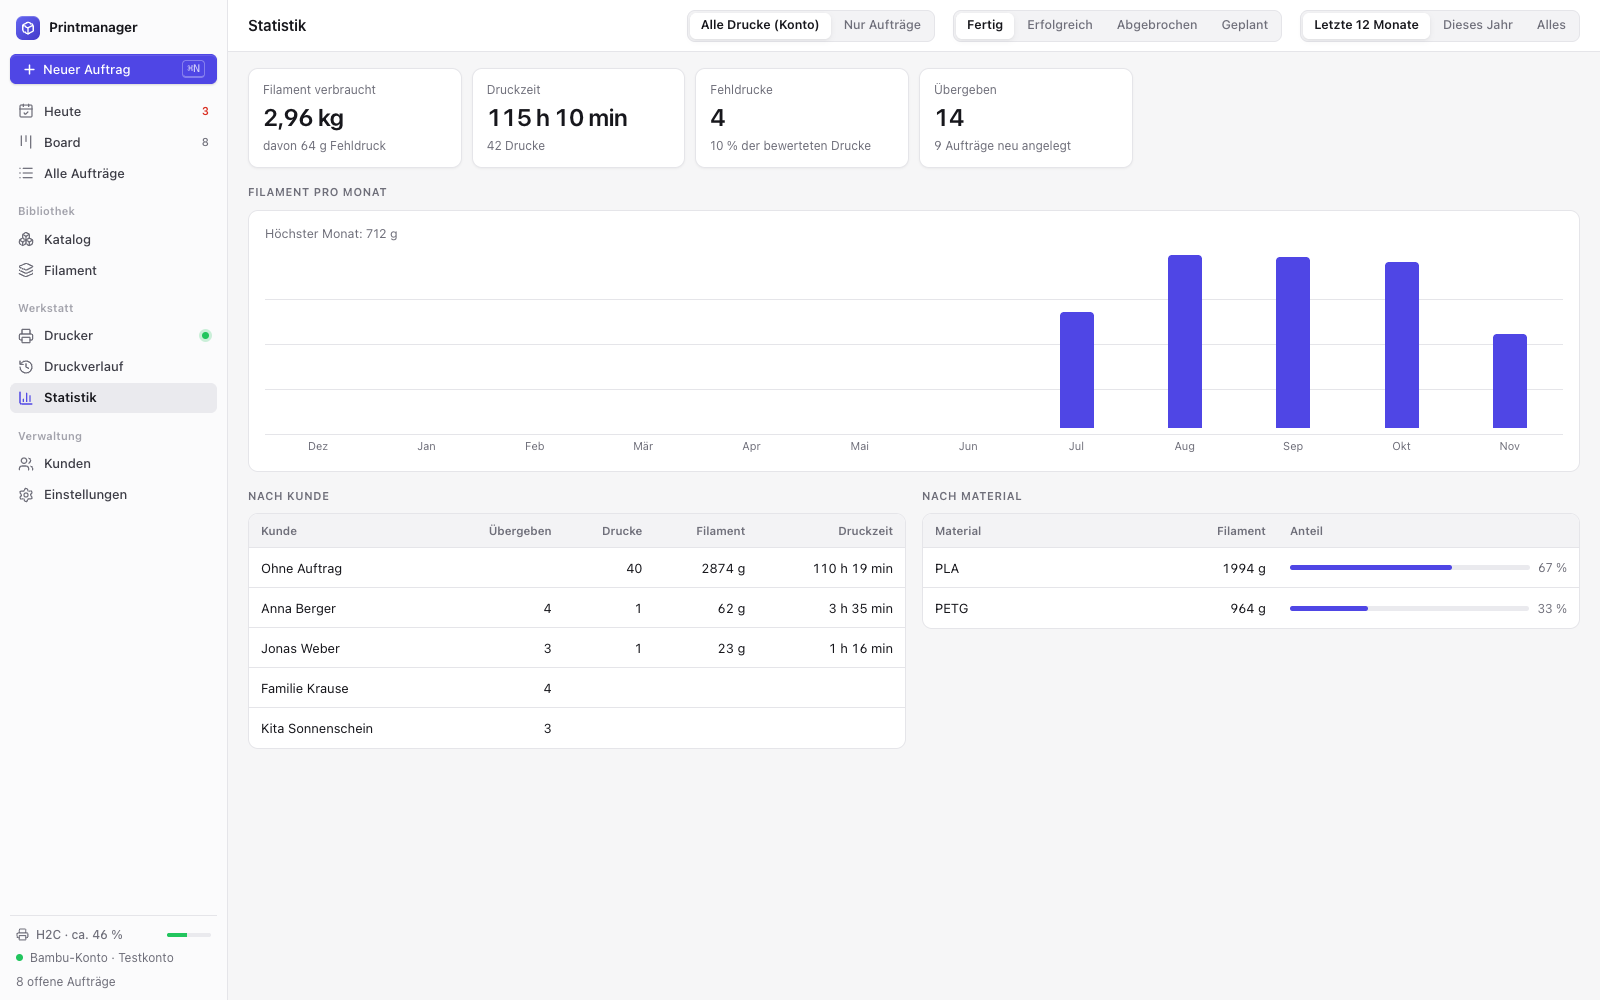 Printmanager
Neuer Auftrag ⌘N
Heute 3
Board 8
Alle Aufträge
Bibliothek
Katalog
Filament
Werkstatt
Drucker
Druckverlauf
Statistik
Verwaltung
Kunden
Einstellungen
H2C · ca. 46 %
Bambu-Konto · Testkonto
8 offene Aufträge
Statistik
Alle Drucke (Konto) Nur Aufträge
Fertig Erfolgreich Abgebrochen Geplant
Letzte 12 Monate Dieses Jahr Alles
Filament verbraucht
2,96 kg
davon 64 g Fehldruck
Druckzeit
115 h 10 min
42 Drucke
Fehldrucke
4
10 % der bewerteten Drucke
Übergeben
14
9 Aufträge neu angelegt
FILAMENT PRO MONAT
Höchster Monat: 712 g
Dez Jan Feb Mär Apr Mai Jun Jul Aug Sep Okt Nov
NACH KUNDE
Kunde Übergeben Drucke Filament Druckzeit
Ohne Auftrag 40 2874 g 110 h 19 min
Anna Berger 4 1 62 g 3 h 35 min
Jonas Weber 3 1 23 g 1 h 16 min
Familie Krause 4
Kita Sonnenschein 3
NACH MATERIAL
Material Filament Anteil
PLA 1994 g 67 %
PETG 964 g 33 %